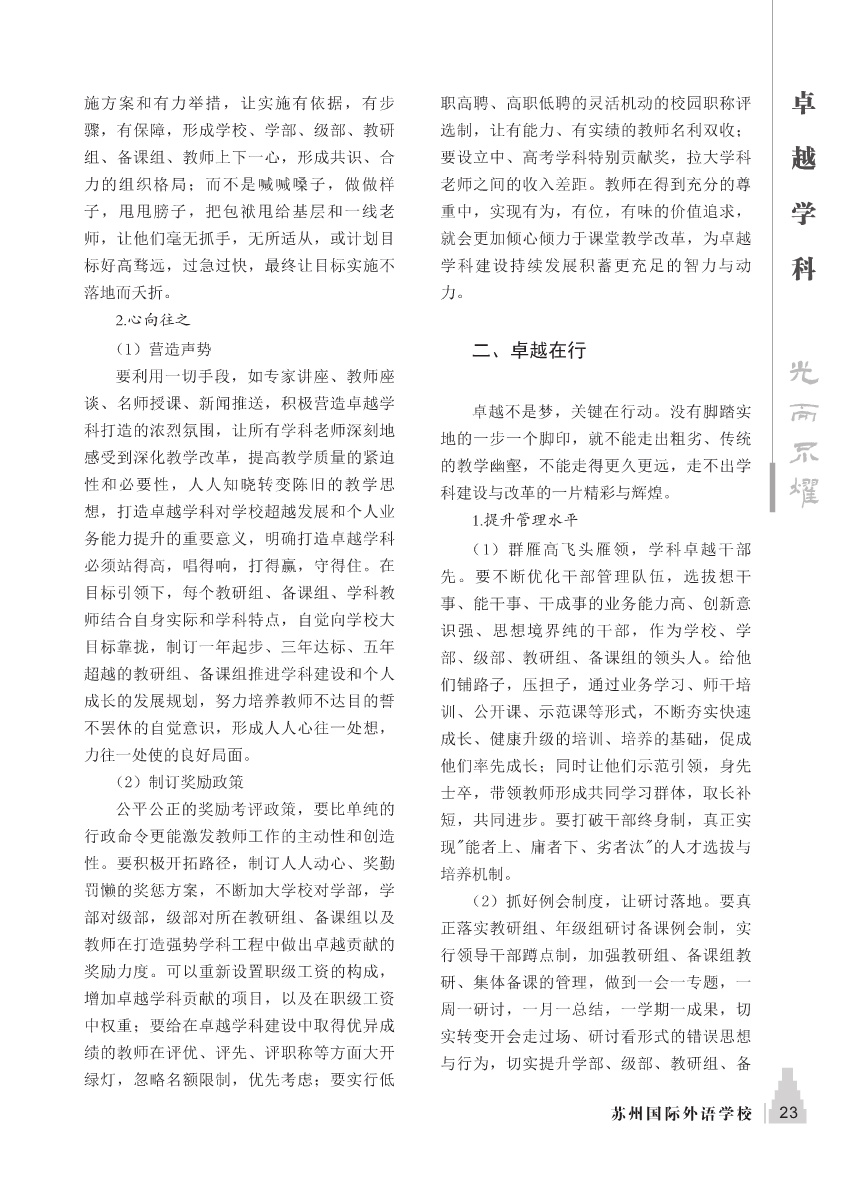 施方案和有力举措，让实施有依据，有步
骤，有保障，形成学校、学部、级部、教研
组、备课组、教师上下一心，形成共识、合
力的组织格局；而不是喊喊嗓子，做做样
子，甩甩膀子，把包袱甩给基层和一线老
师，让他们毫无抓手，无所适从，或计划目
标好高骛远，过急过快，最终让目标实施不
落地而夭折。
2.心向往之
（1）营造声势
要利用一切手段，如专家讲座、教师座
谈、名师授课、新闻推送，积极营造卓越学
科打造的浓烈氛围，让所有学科老师深刻地
感受到深化教学改革，提高教学质量的紧迫
性和必要性，人人知晓转变陈旧的教学思
想，打造卓越学科对学校超越发展和个人业
务能力提升的重要意义，明确打造卓越学科
必须站得高，唱得响，打得赢，守得住。在
目标引领下，每个教研组、备课组、学科教
师结合自身实际和学科特点，自觉向学校大
目标靠拢，制订一年起步、三年达标、五年
超越的教研组、备课组推进学科建设和个人
成长的发展规划，努力培养教师不达目的誓
不罢休的自觉意识，形成人人心往一处想，
力往一处使的良好局面。
（2）制订奖励政策
公平公正的奖励考评政策，要比单纯的
行政命令更能激发教师工作的主动性和创造
性。要积极开拓路径，制订人人动心、奖勤
罚懒的奖惩方案，不断加大学校对学部，学
部对级部，级部对所在教研组、备课组以及
教师在打造强势学科工程中做出卓越贡献的
奖励力度。可以重新设置职级工资的构成，
增加卓越学科贡献的项目，以及在职级工资
中权重；要给在卓越学科建设中取得优异成
绩的教师在评优、评先、评职称等方面大开
绿灯，忽略名额限制，优先考虑；要实行低
职高聘、高职低聘的灵活机动的校园职称评
选制，让有能力、有实绩的教师名利双收；
要设立中、高考学科特别贡献奖，拉大学科
老师之间的收入差距。教师在得到充分的尊
重中，实现有为，有位，有味的价值追求，
就会更加倾心倾力于课堂教学改革，为卓越
学科建设持续发展积蓄更充足的智力与动
力。
二、卓越在行
卓越不是梦，关键在行动。没有脚踏实
地的一步一个脚印，就不能走出粗劣、传统
的教学幽壑，不能走得更久更远，走不出学
科建设与改革的一片精彩与辉煌。
1.提升管理水平
（1）群雁高飞头雁领，学科卓越干部
先。要不断优化干部管理队伍，选拔想干
事、能干事、干成事的业务能力高、创新意
识强、思想境界纯的干部，作为学校、学
部、级部、教研组、备课组的领头人。给他
们铺路子，压担子，通过业务学习、师干培
训、公开课、示范课等形式，不断夯实快速
成长、健康升级的培训、培养的基础，促成
他们率先成长；同时让他们示范引领，身先
士卒，带领教师形成共同学习群体，取长补
短，共同进步。要打破干部终身制，真正实
现"能者上、庸者下、劣者汰"的人才选拔与
培养机制。
（2）抓好例会制度，让研讨落地。要真
正落实教研组、年级组研讨备课例会制，实
行领导干部蹲点制，加强教研组、备课组教
研、集体备课的管理，做到一会一专题，一
周一研讨，一月一总结，一学期一成果，切
实转变开会走过场、研讨看形式的错误思想
与行为，切实提升学部、级部、教研组、备
卓越学科
光而不耀
苏州国际外语学校
23